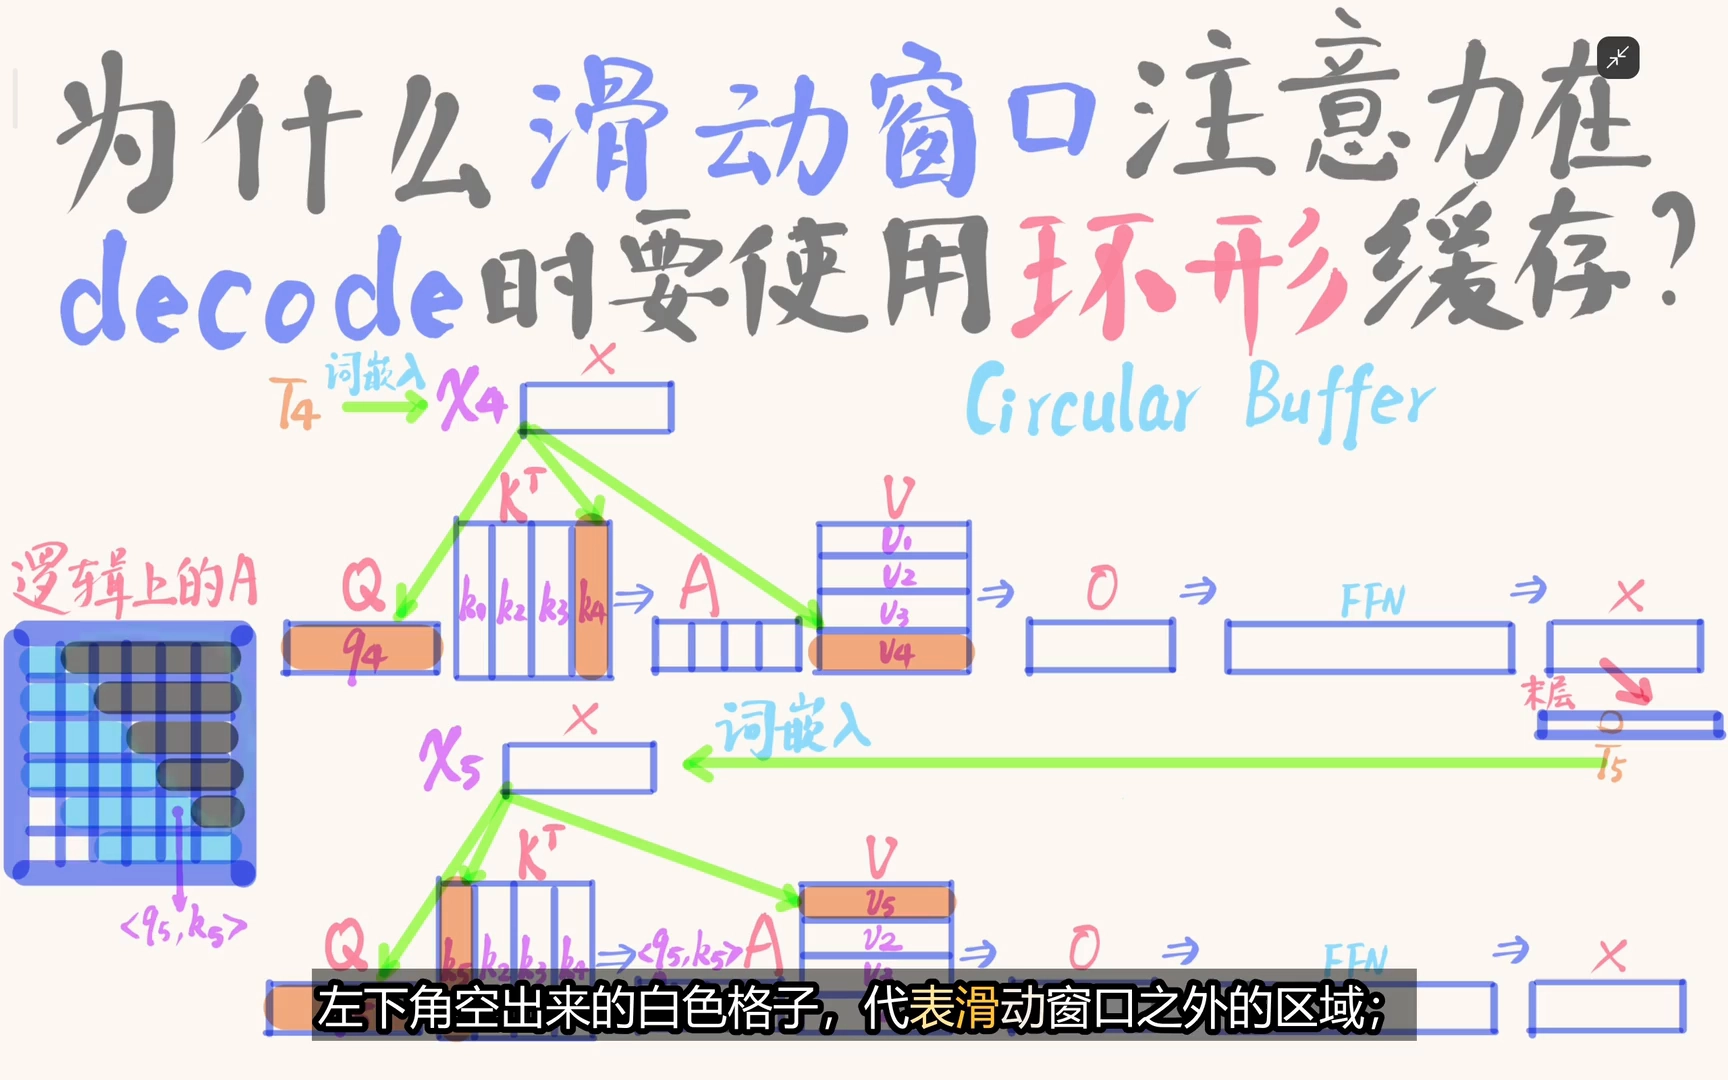 为什么滑动窗口注意力在
decode时要使用环形缓存?
T4 词嵌入 X4 X
Circular Buffer
K^T V
逻辑上的A
Q q4 k1 k2 k3 k4 ⇒ A v1 v2 v3 v4 ⇒ O ⇒ FFN ⇒ X
末层
O
T5
X5 X 词嵌入
K^T V
<q5,k5>
Q k5 k2 k3 k4 ⇒ <q5,k5> A v5 v2 ⇒ O ⇒ FFN ⇒ X
左下角空出来的白色格子，代表滑动窗口之外的区域；